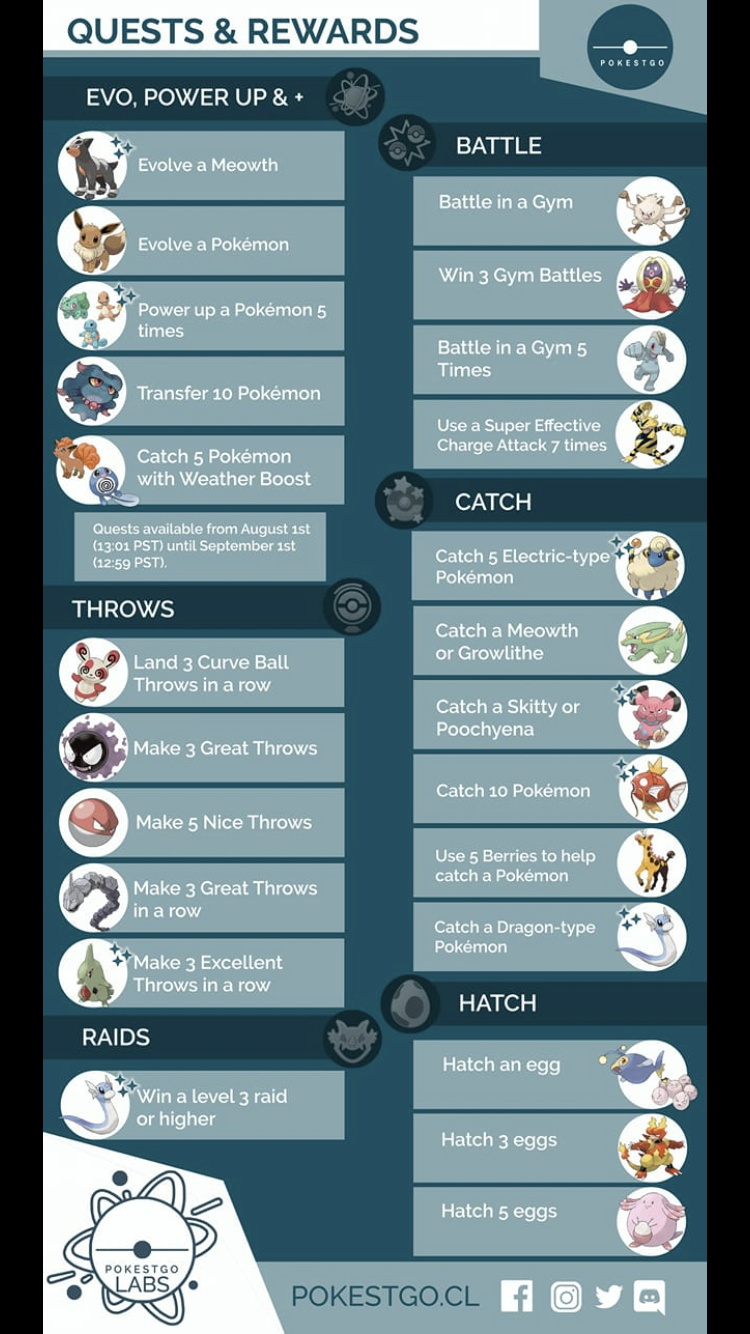 QUESTS & REWARDS
POKESTGO
EVO, POWER UP & +
Evolve a Meowth
Evolve a Pokémon
Power up a Pokémon 5
times
Transfer 10 Pokémon
Catch 5 Pokémon
with Weather Boost
Quests available from August 1st
(13:01 PST) until September 1st
(12:59 PST).
THROWS
Land 3 Curve Ball
Throws in a row
Make 3 Great Throws
Make 5 Nice Throws
Make 3 Great Throws
in a row
Make 3 Excellent
Throws in a row
RAIDS
Win a level 3 raid
or higher
BATTLE
Battle in a Gym
Win 3 Gym Battles
Battle in a Gym 5
Times
Use a Super Effective
Charge Attack 7 times
CATCH
Catch 5 Electric-type
Pokémon
Catch a Meowth
or Growlithe
Catch a Skitty or
Poochyena
Catch 10 Pokémon
Use 5 Berries to help
catch a Pokémon
Catch a Dragon-type
Pokémon
HATCH
Hatch an egg
Hatch 3 eggs
Hatch 5 eggs
POKESTGO
LABS
POKESTGO.CL